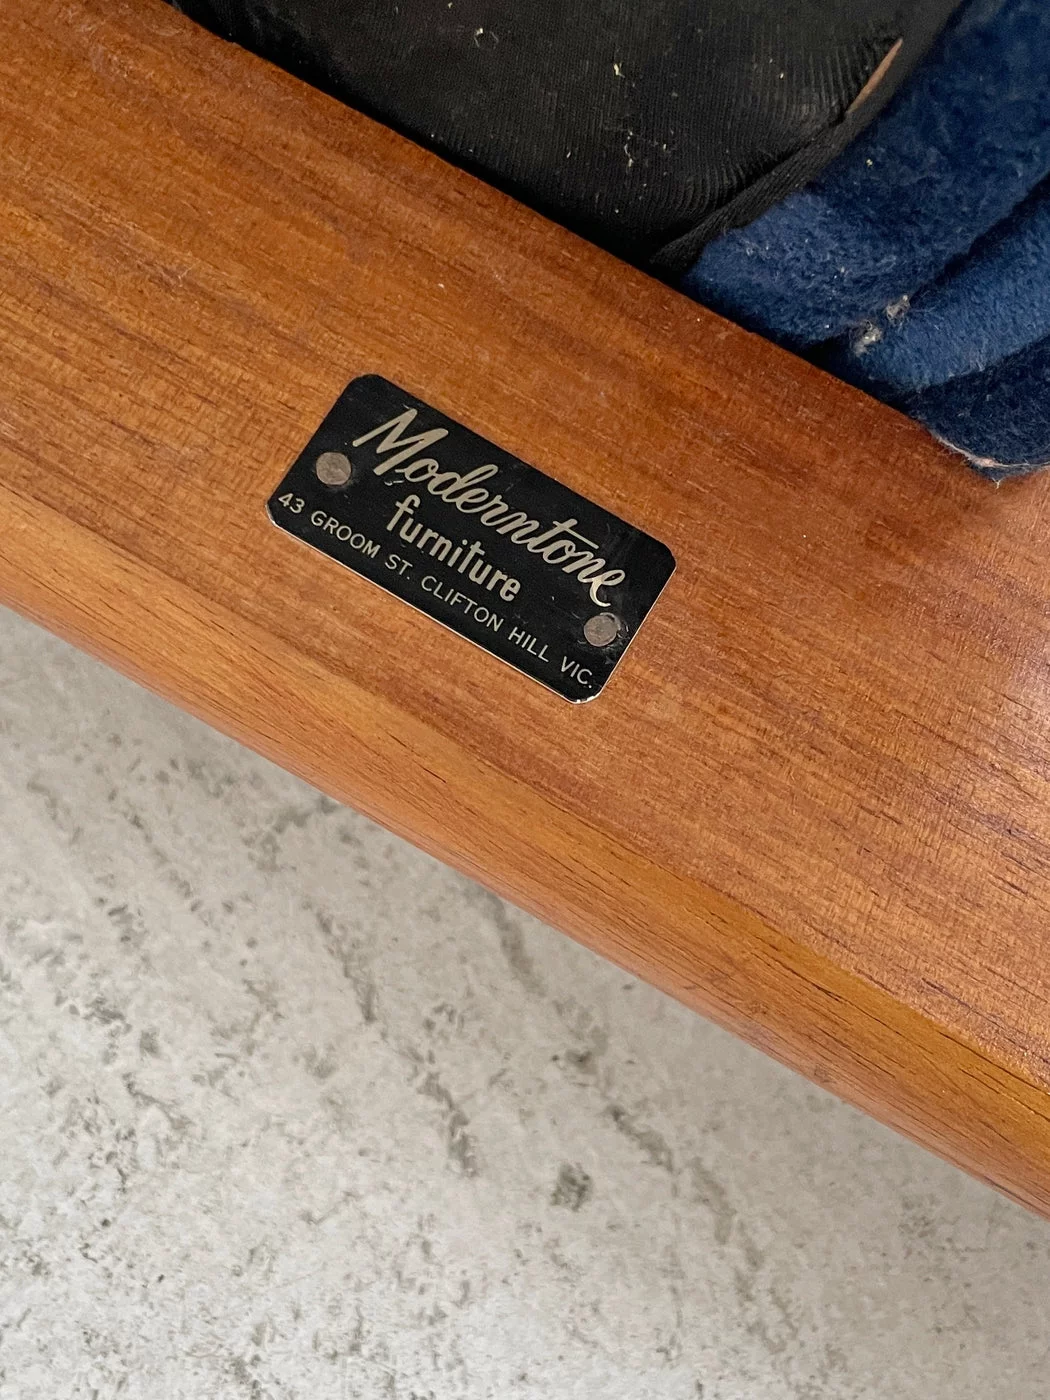 Moderntone
furniture
43 GROOM ST. CLIFTON HILL VIC.